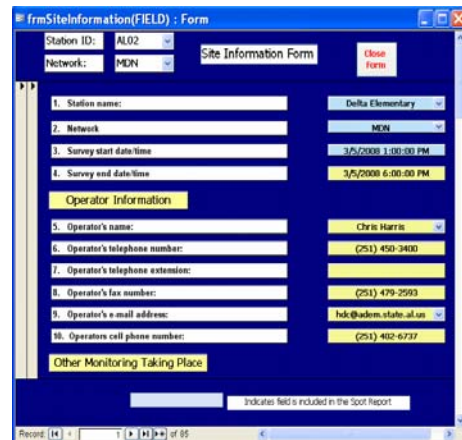 frmSiteInformation(FIELD) : Form
Station ID: AL02
Network: MDN
Site Information Form
Close Form
1. Station name: Delta Elementary
2. Network MDN
3. Survey start date/time 3/5/2008 1:00:00 PM
4. Survey end date/time 3/5/2008 6:00:00 PM
Operator Information
5. Operator's name: Chris Harris
6. Operator's telephone number: (251) 450-3400
7. Operator's telephone extension:
8. Operator's fax number: (251) 479-2593
9. Operator's e-mail address: hdc@adem.state.al.us
10. Operators cell phone number: (251) 402-6737
Other Monitoring Taking Place
Indicates field is included in the Spot Report
Record: 1 of 85